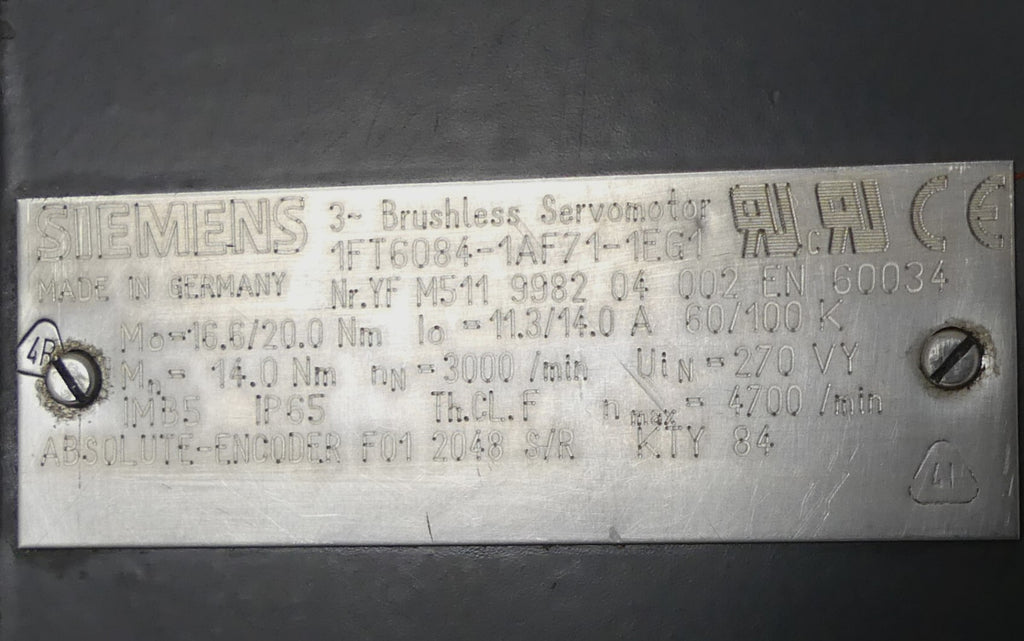 SIEMENS 3~ Brushless Servomotor
1FT6084-1AF71-1EG1
MADE IN GERMANY Nr.YF M511 9982 04 002 EN 60034
Mo=16.6/20.0 Nm Io=11.3/14.0 A 60/100 K
Mn= 14.0 Nm nN=3000 /min UiN=270 VY
IMB5 IP65 Th.CL.F nmax= 4700 /min
ABSOLUTE-ENCODER F01 2048 S/R KTY 84